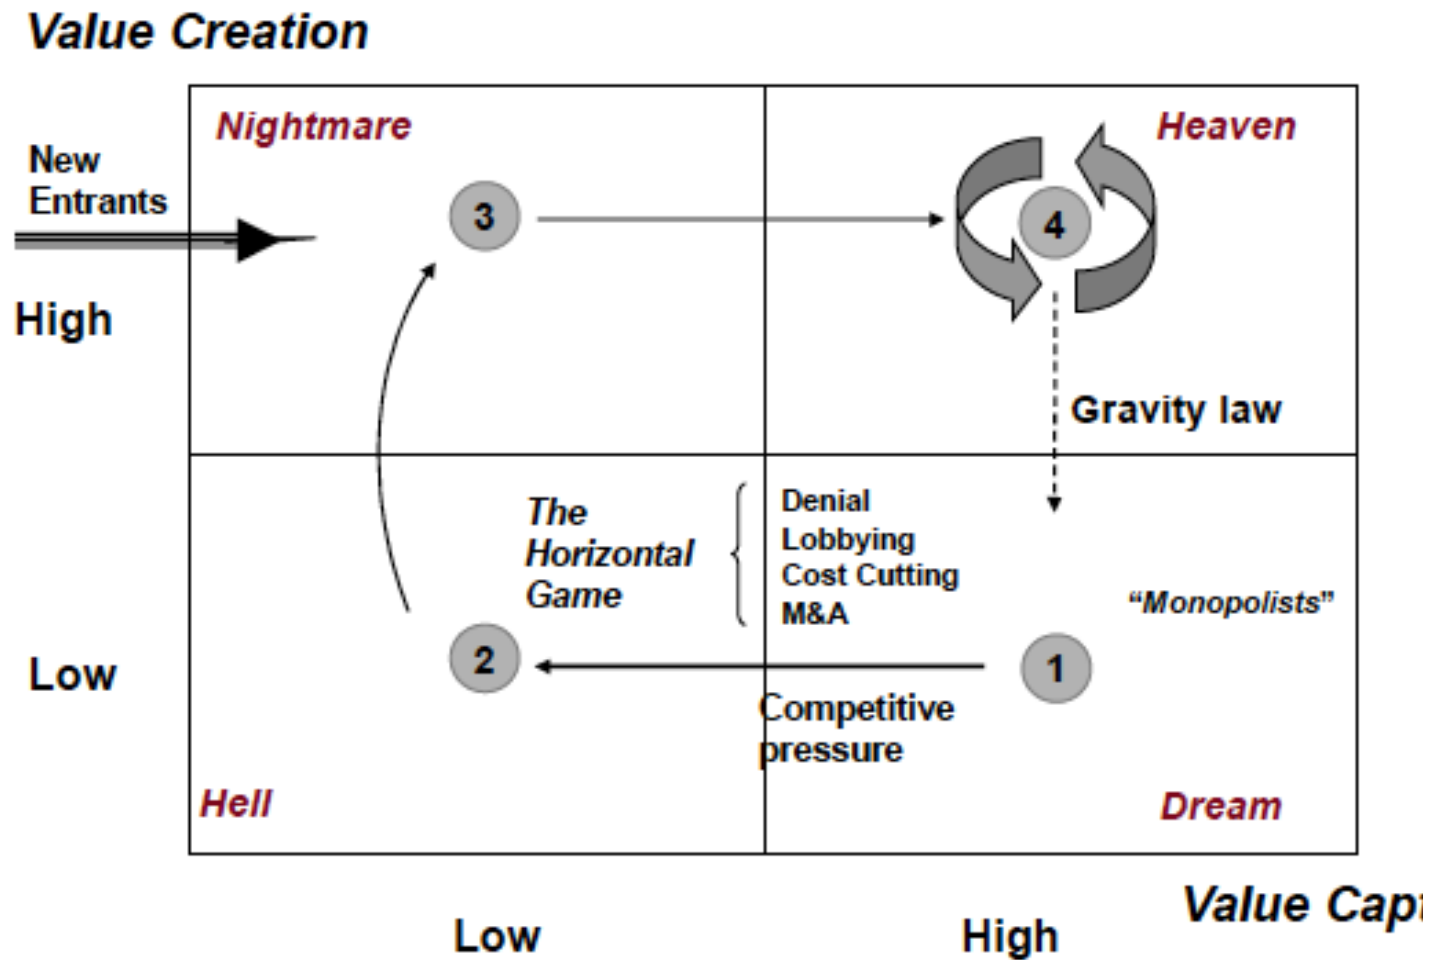 Value Creation
Nightmare
Heaven
New
Entrants
3
4
High
Gravity law
The
Horizontal
Game
Denial
Lobbying
Cost Cutting
M&A
“Monopolists”
Low
2
1
Competitive
pressure
Hell
Dream
Value
Low
High